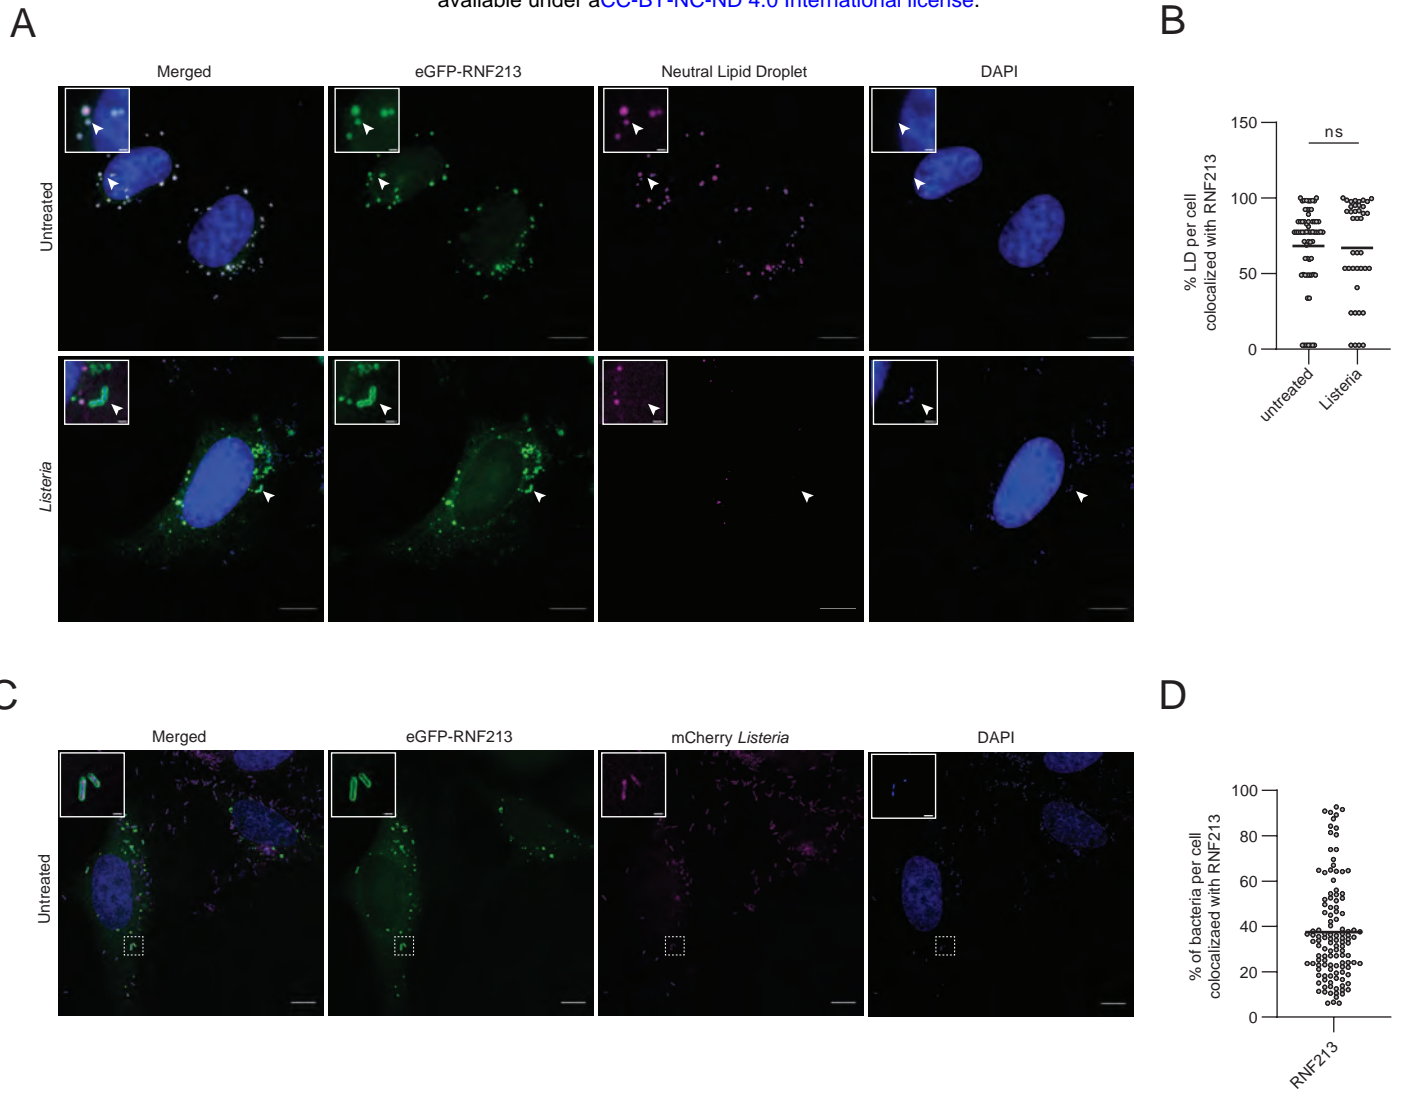 available under aCC-BY-NC-ND 4.0 International license.
A
B
Merged
eGFP-RNF213
Neutral Lipid Droplet
DAPI
Untreated
Listeria
% LD per cell
colocalized with RNF213
150
100
50
0
ns
untreated
Listeria
C
D
Merged
eGFP-RNF213
mCherry Listeria
DAPI
Untreated
% of bacteria per cell
colocalizaed with RNF213
100
80
60
40
20
0
RNF213